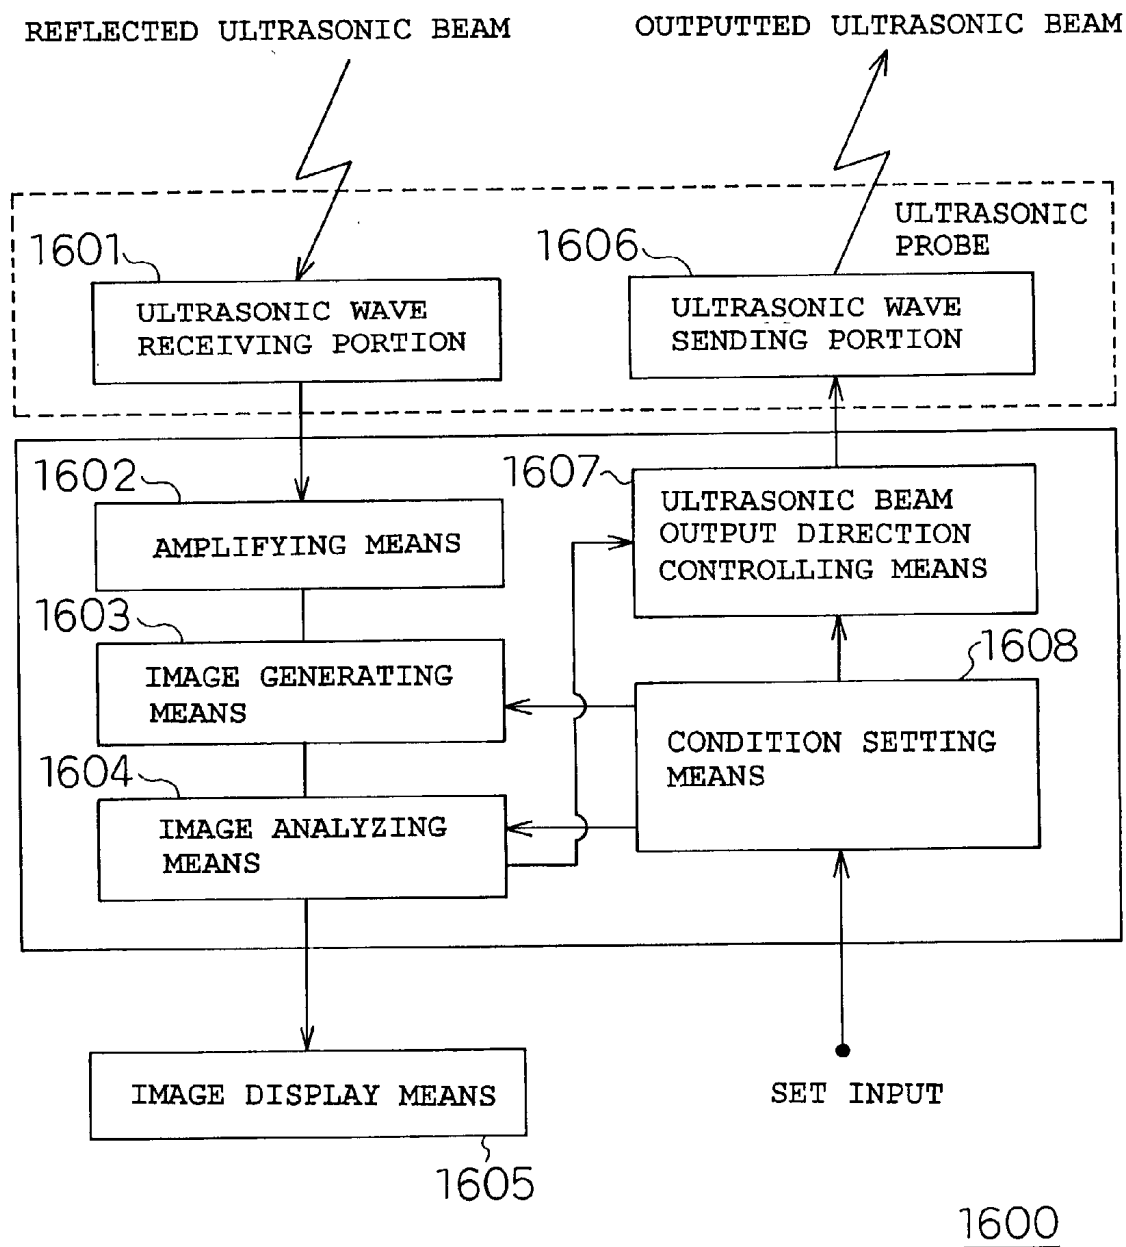 REFLECTED ULTRASONIC BEAM
OUTPUTTED ULTRASONIC BEAM
ULTRASONIC
PROBE
1601
ULTRASONIC WAVE
RECEIVING PORTION
1606
ULTRASONIC WAVE
SENDING PORTION
1602
AMPLIFYING MEANS
1607
ULTRASONIC BEAM
OUTPUT DIRECTION
CONTROLLING MEANS
1603
IMAGE GENERATING
MEANS
1608
CONDITION SETTING
MEANS
1604
IMAGE ANALYZING
MEANS
IMAGE DISPLAY MEANS
1605
SET INPUT
1600